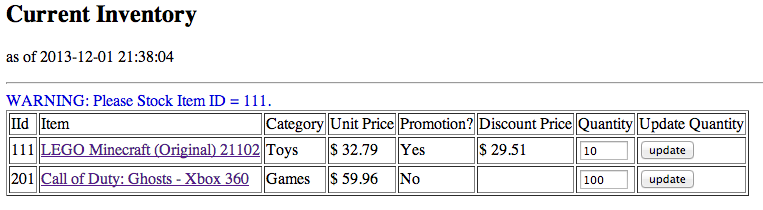 Current Inventory
as of 2013-12-01 21:38:04
WARNING: Please Stock Item ID = 111.
IId Item Category Unit Price Promotion? Discount Price Quantity Update Quantity
111 LEGO Minecraft (Original) 21102 Toys $ 32.79 Yes $ 29.51 10 update
201 Call of Duty: Ghosts - Xbox 360 Games $ 59.96 No 100 update